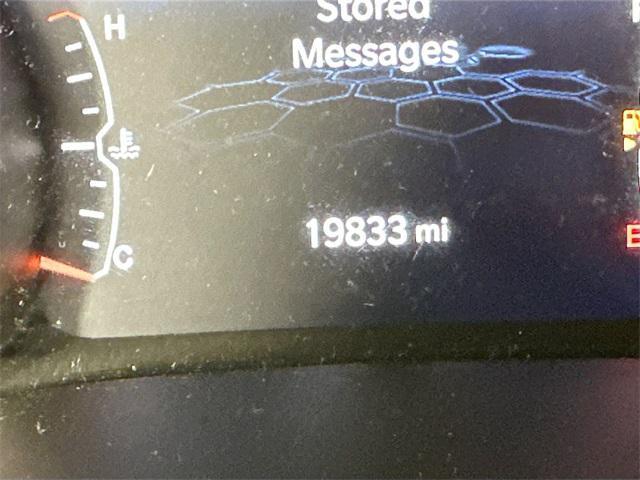 Stored
Messages
H
C
19833 mi
E